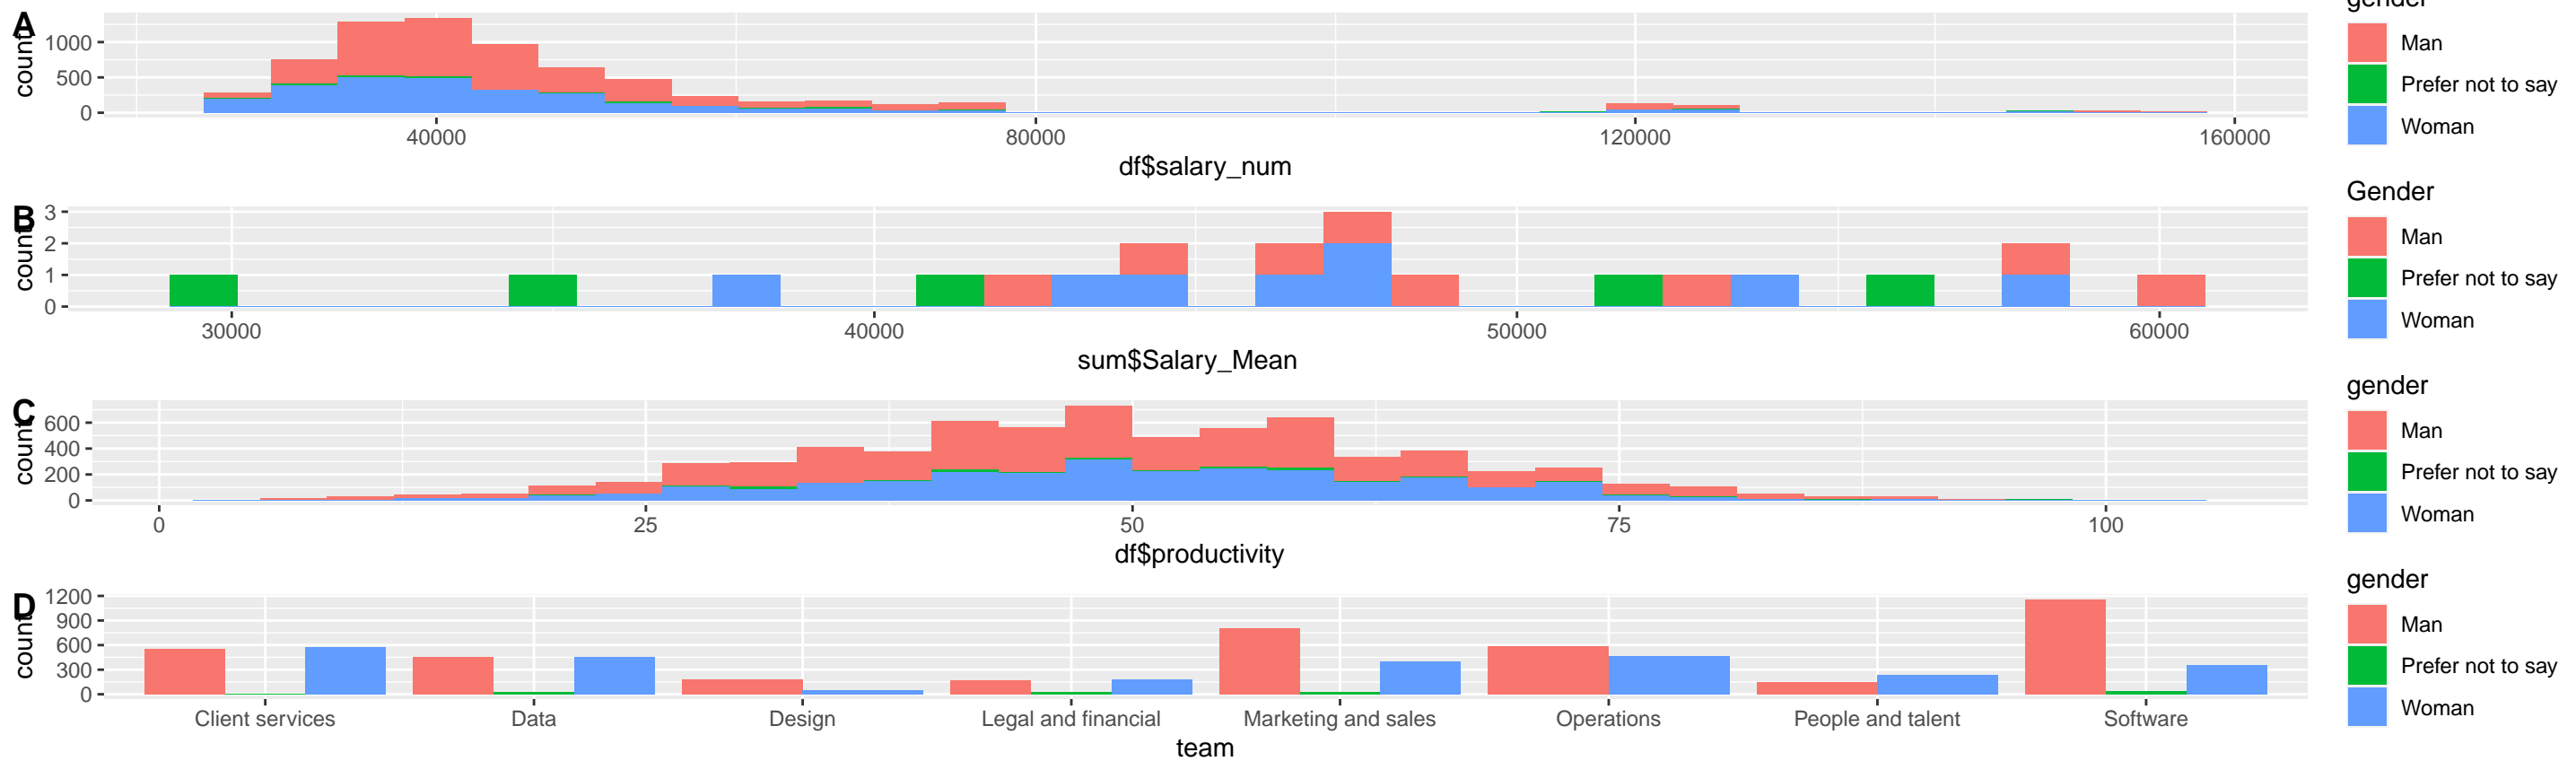 A
count
1000
500
0
40000 80000 120000 160000
df$salary_num
gender
Man
Prefer not to say
Woman
B
count
3
2
1
0
30000 40000 50000 60000
sum$Salary_Mean
Gender
Man
Prefer not to say
Woman
C
count
600
400
200
0
0 25 50 75 100
df$productivity
gender
Man
Prefer not to say
Woman
D
count
1200
900
600
300
0
Client services Data Design Legal and financial Marketing and sales Operations People and talent Software
team
gender
Man
Prefer not to say
Woman